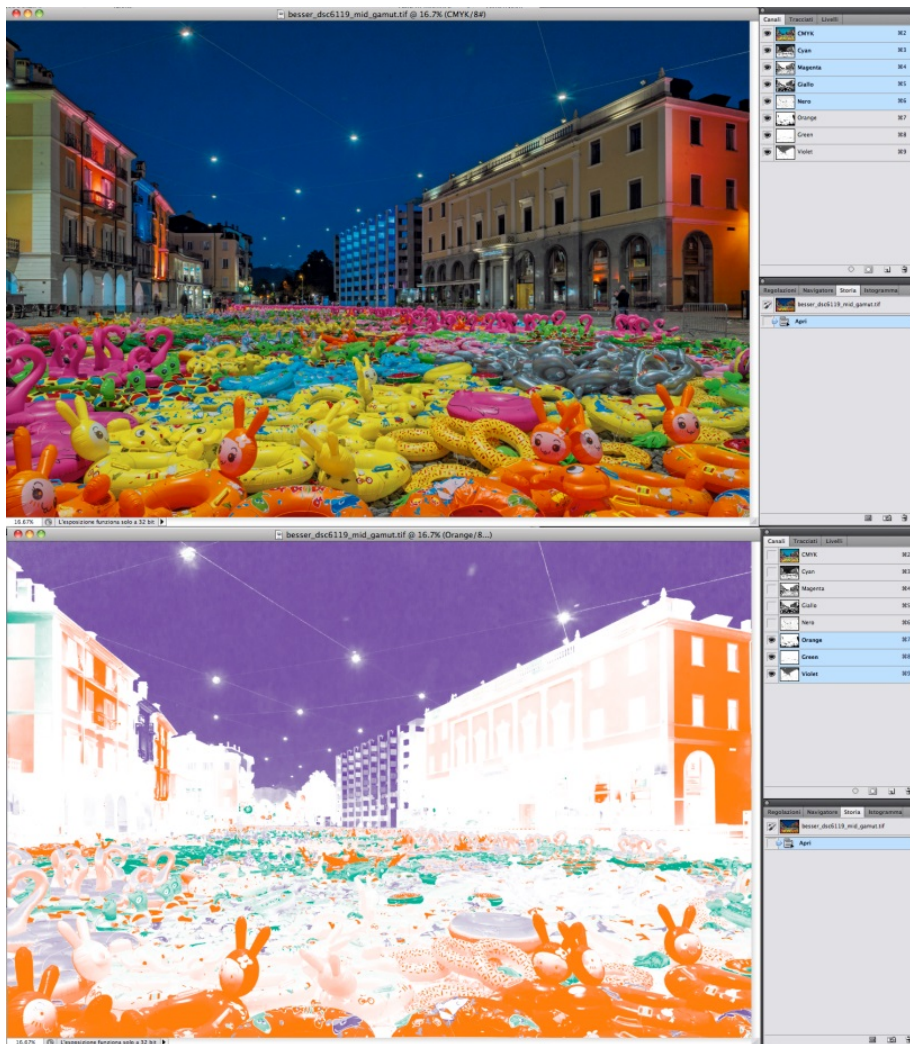 besser_dsc6119_mid_gamut.tif @ 16.7% (CMYK/8#)
Canali Tracciati Livelli
CMYK ⌘2
Cyan ⌘3
Magenta ⌘4
Giallo ⌘5
Nero ⌘6
Orange ⌘7
Green ⌘8
Violet ⌘9
Regolazioni Navigatore Storia Istogramma
besser_dsc6119_mid_gamut.tif
Apri
16.67% L'esposizione funziona solo a 32 bit
besser_dsc6119_mid_gamut.tif @ 16.7% (Orange/8...)
Canali Tracciati Livelli
CMYK ⌘2
Cyan ⌘3
Magenta ⌘4
Giallo ⌘5
Nero ⌘6
Orange ⌘7
Green ⌘8
Violet ⌘9
Regolazioni Navigatore Storia Istogramma
besser_dsc6119_mid_gamut.tif
Apri
16.67% L'esposizione funziona solo a 32 bit